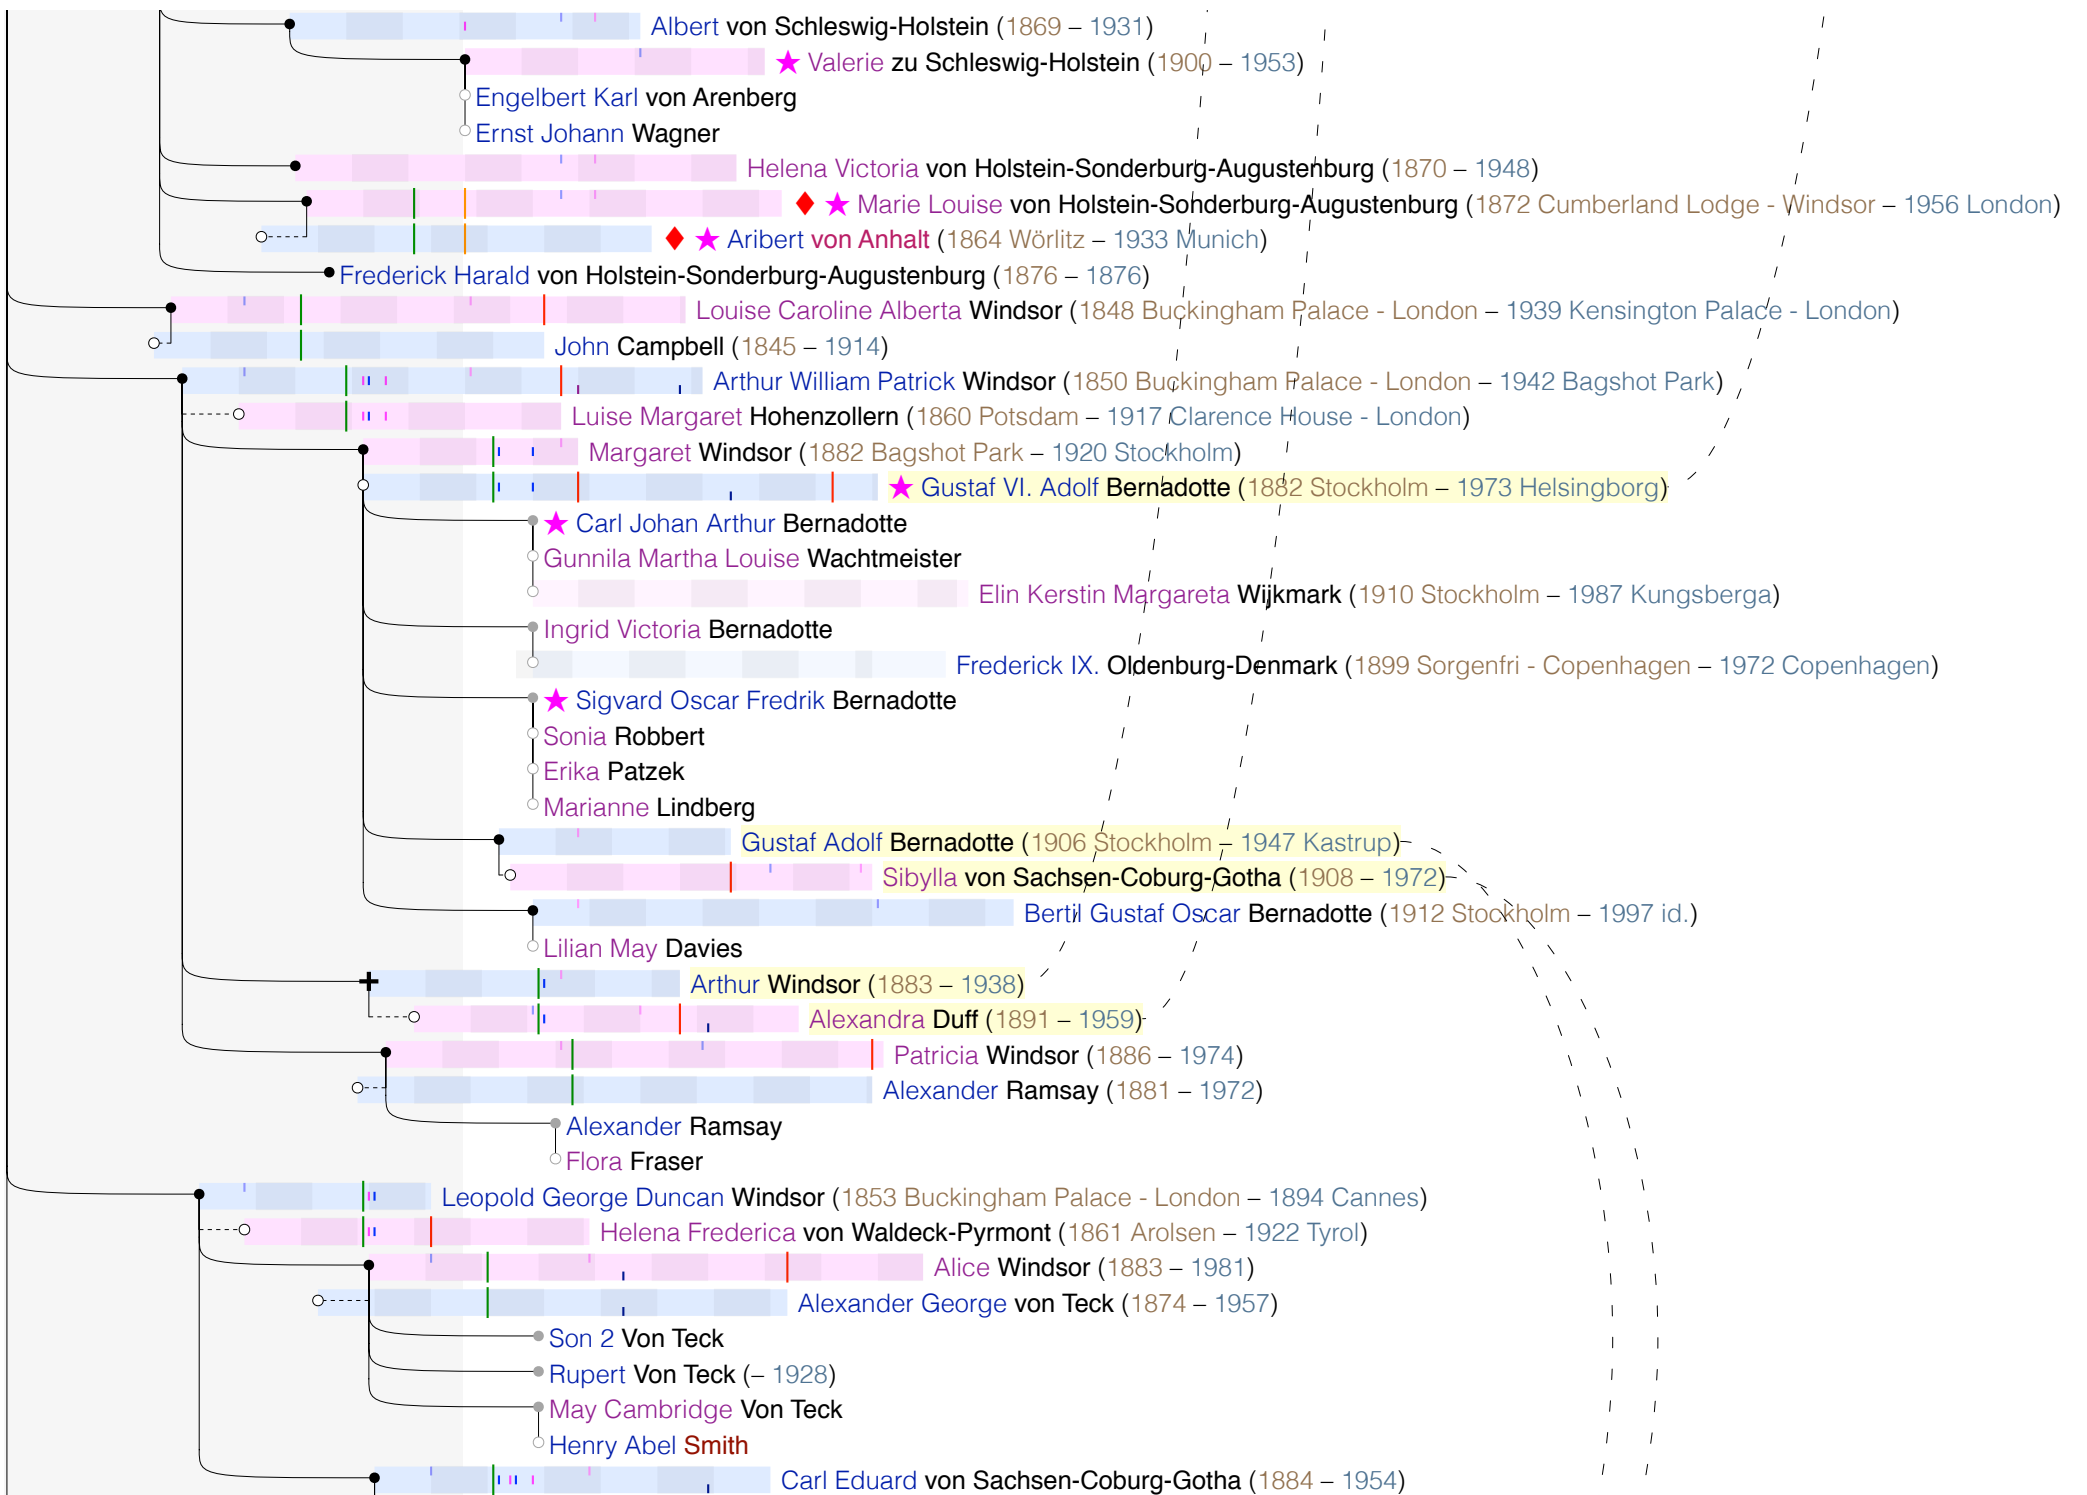 Albert von Schleswig-Holstein (1869 – 1931)
Valerie zu Schleswig-Holstein (1900 – 1953)
Engelbert Karl von Arenberg
Ernst Johann Wagner
Helena Victoria von Holstein-Sonderburg-Augustenburg (1870 – 1948)
Marie Louise von Holstein-Sonderburg-Augustenburg (1872 Cumberland Lodge - Windsor – 1956 London)
Aribert von Anhalt (1864 Wörlitz – 1933 Munich)
Frederick Harald von Holstein-Sonderburg-Augustenburg (1876 – 1876)
Louise Caroline Alberta Windsor (1848 Buckingham Palace - London – 1939 Kensington Palace - London)
John Campbell (1845 – 1914)
Arthur William Patrick Windsor (1850 Buckingham Palace - London – 1942 Bagshot Park)
Luise Margaret Hohenzollern (1860 Potsdam – 1917 Clarence House - London)
Margaret Windsor (1882 Bagshot Park – 1920 Stockholm)
Gustaf VI. Adolf Bernadotte (1882 Stockholm – 1973 Helsingborg)
Carl Johan Arthur Bernadotte
Gunnila Martha Louise Wachtmeister
Elin Kerstin Margareta Wijkmark (1910 Stockholm – 1987 Kungsberga)
Ingrid Victoria Bernadotte
Frederick IX. Oldenburg-Denmark (1899 Sorgenfri - Copenhagen – 1972 Copenhagen)
Sigvard Oscar Fredrik Bernadotte
Sonia Robbert
Erika Patzek
Marianne Lindberg
Gustaf Adolf Bernadotte (1906 Stockholm – 1947 Kastrup)
Sibylla von Sachsen-Coburg-Gotha (1908 – 1972)
Bertil Gustaf Oscar Bernadotte (1912 Stockholm – 1997 id.)
Lilian May Davies
Arthur Windsor (1883 – 1938)
Alexandra Duff (1891 – 1959)
Patricia Windsor (1886 – 1974)
Alexander Ramsay (1881 – 1972)
Alexander Ramsay
Flora Fraser
Leopold George Duncan Windsor (1853 Buckingham Palace - London – 1894 Cannes)
Helena Frederica von Waldeck-Pyrmont (1861 Arolsen – 1922 Tyrol)
Alice Windsor (1883 – 1981)
Alexander George von Teck (1874 – 1957)
Son 2 Von Teck
Rupert Von Teck (– 1928)
May Cambridge Von Teck
Henry Abel Smith
Carl Eduard von Sachsen-Coburg-Gotha (1884 – 1954)